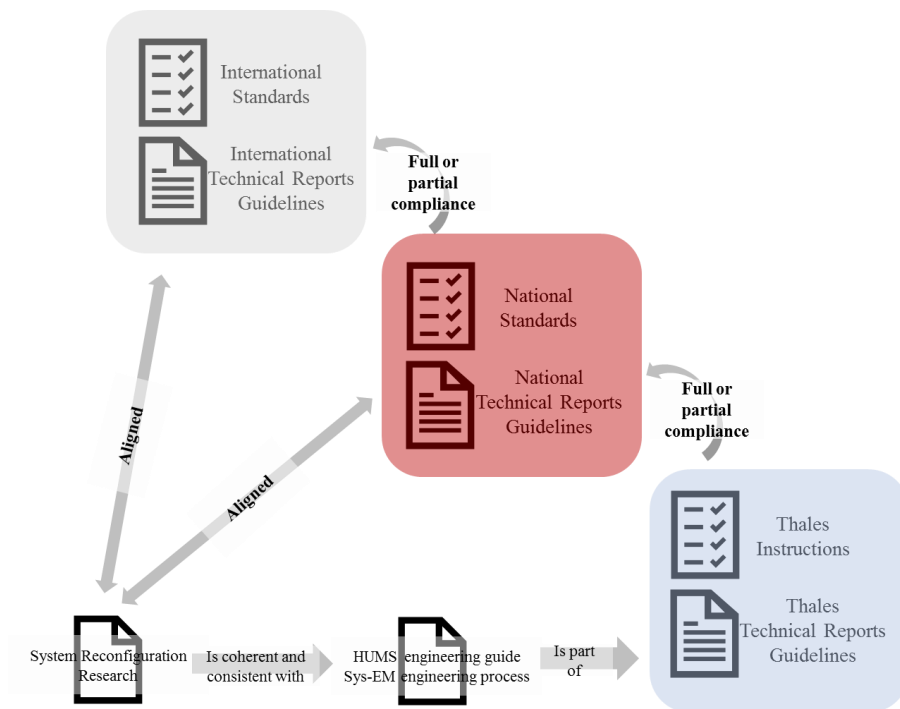 International
Standards
International
Technical Reports
Guidelines
Full or
partial
compliance
National
Standards
National
Technical Reports
Guidelines
Full or
partial
compliance
Aligned
Aligned
Thales
Instructions
Thales
Technical Reports
Guidelines
System Reconfiguration
Research
Is coherent and
consistent with
HUMS engineering guide
Sys-EM engineering process
Is part
of